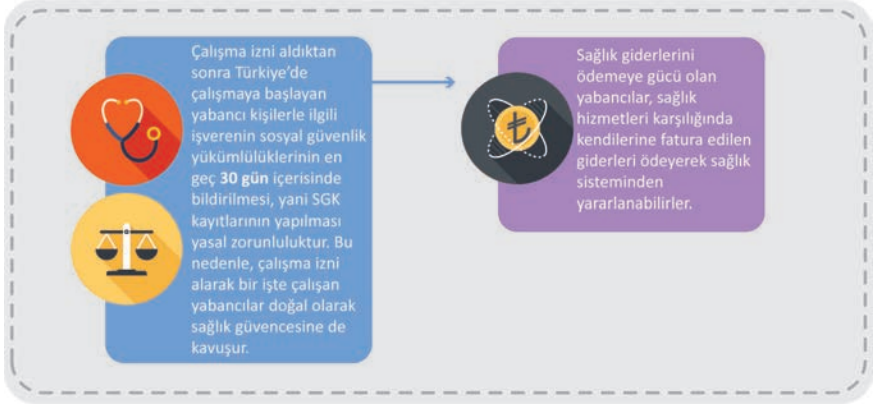 Çalışma izni aldıktan
sonra Türkiye’de
çalışmaya başlayan
yabancı kişilerle ilgili
işverenin sosyal güvenlik
yükümlülüklerinin en
geç 30 gün içerisinde
bildirilmesi, yani SGK
kayıtlarının yapılması
yasal zorunluluktur. Bu
nedenle, çalışma izni
alarak bir işte çalışan
yabancılar doğal olarak
sağlık güvencesine de
kavuşur.
Sağlık giderlerini
ödemeye gücü olan
yabancılar, sağlık
hizmetleri karşılığında
kendilerine fatura edilen
giderleri ödeyerek sağlık
sisteminden
yararlanabilirler.